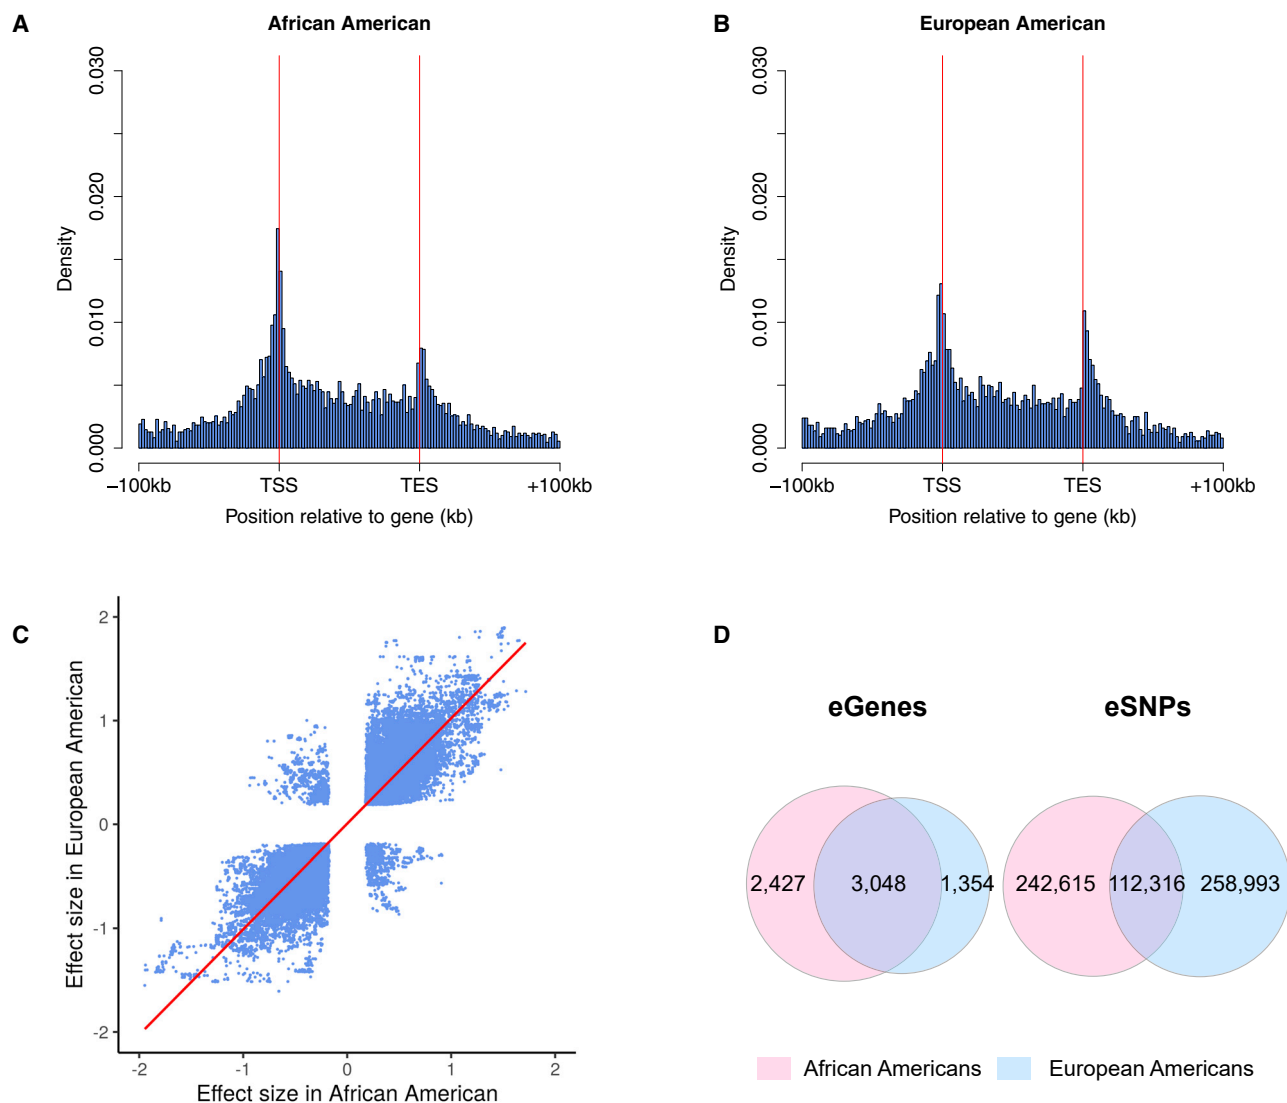 A
African American
0.030
0.020
0.010
0.000
Density
−100kb
TSS
TES
+100kb
Position relative to gene (kb)
B
European American
0.030
0.020
0.010
0.000
Density
−100kb
TSS
TES
+100kb
Position relative to gene (kb)
C
2
1
0
-1
-2
Effect size in European American
-2
-1
0
1
2
Effect size in African American
D
eGenes
eSNPs
2,427
3,048
1,354
242,615
112,316
258,993
African Americans
European Americans